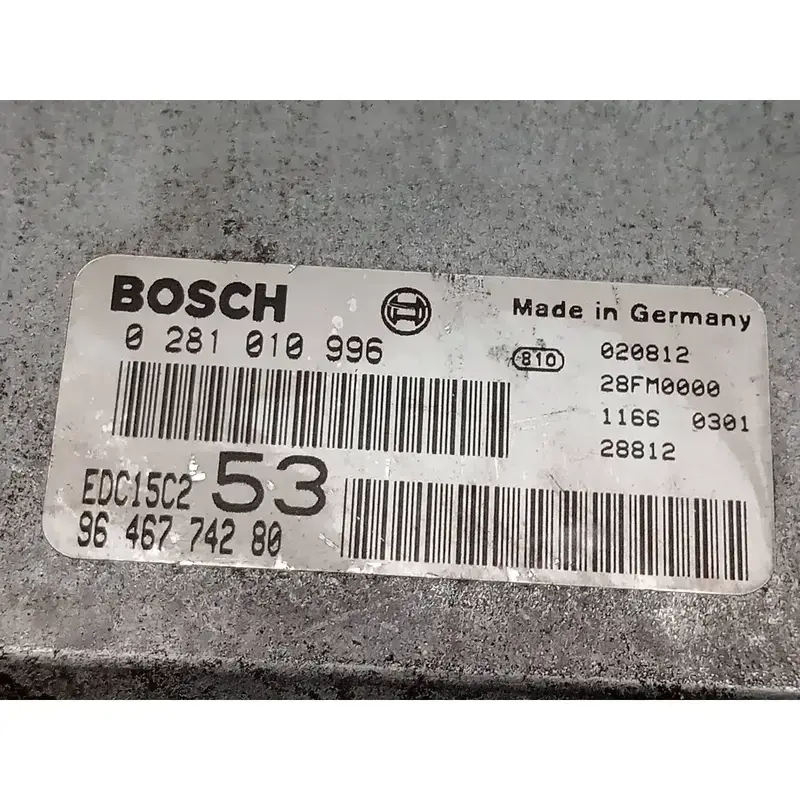 BOSCH
Made in Germany
0 281 010 996
810
020812
28FM0000
1166 0301
28812
EDC15C2 53
96 467 742 80